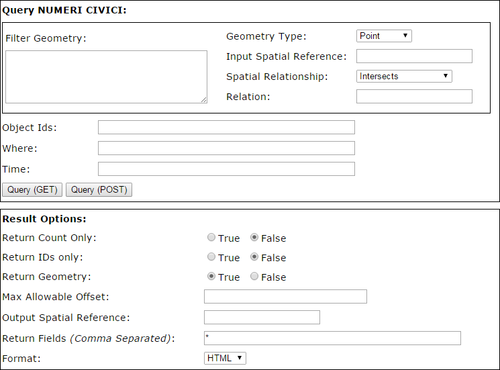 Query NUMERI CIVICI:
Filter Geometry:
Geometry Type: Point
Input Spatial Reference:
Spatial Relationship: Intersects
Relation:
Object Ids:
Where:
Time:
Query (GET) Query (POST)
Result Options:
Return Count Only: True False
Return IDs only: True False
Return Geometry: True False
Max Allowable Offset:
Output Spatial Reference:
Return Fields (Comma Separated): *
Format: HTML